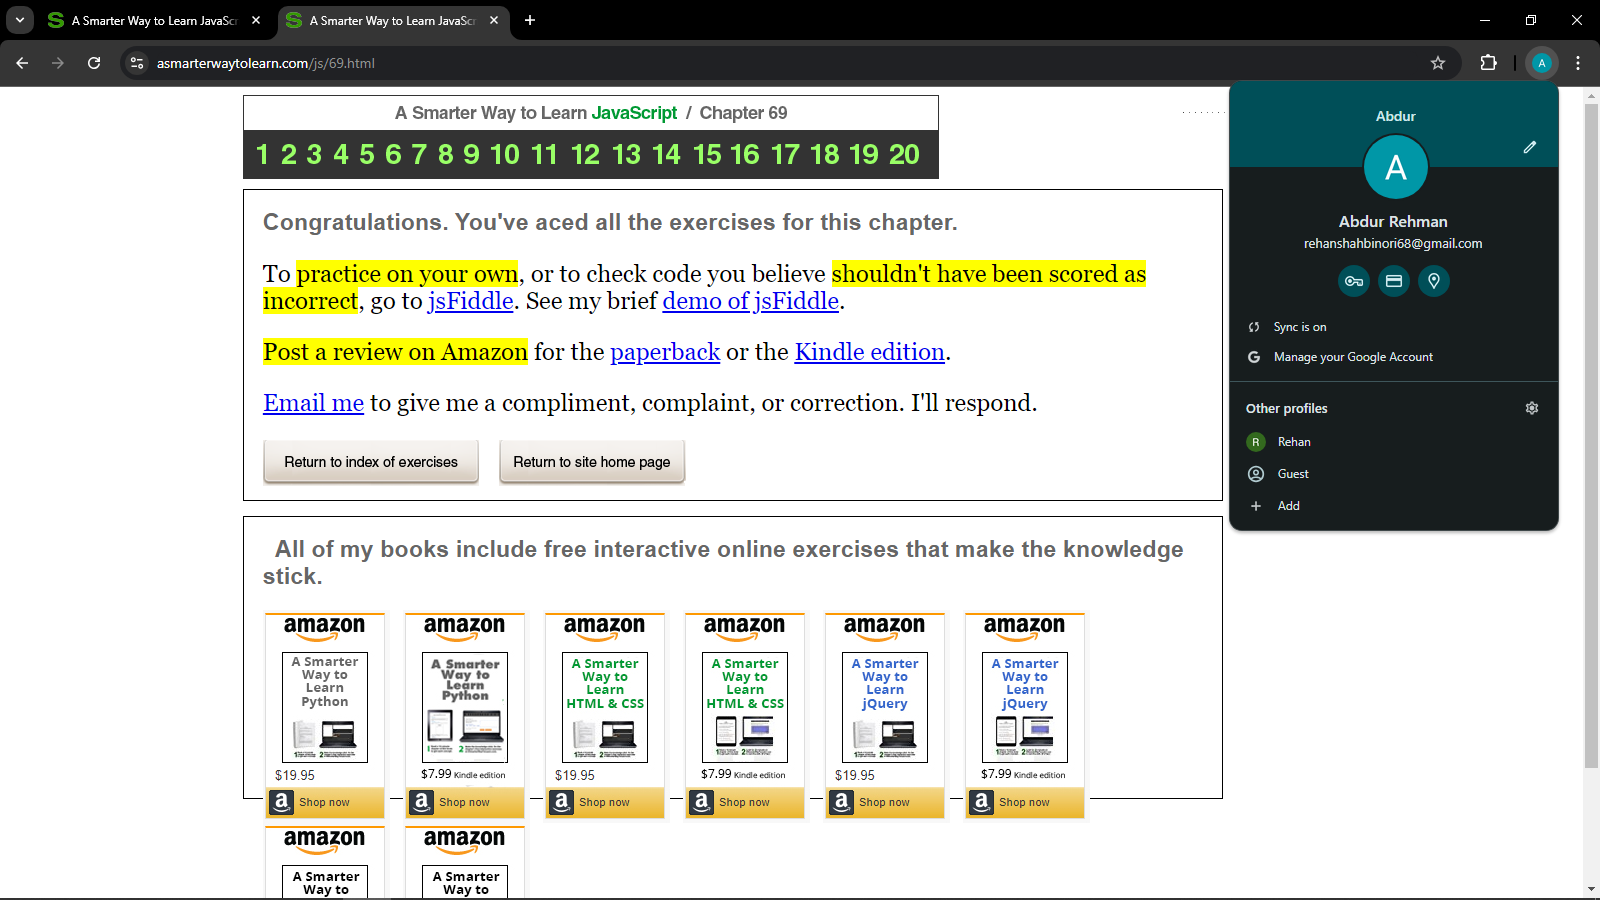 A Smarter Way to Learn JavaSc
A Smarter Way to Learn JavaSc
asmarterwaytolearn.com/js/69.html
A
A Smarter Way to Learn JavaScript / Chapter 69
1 2 3 4 5 6 7 8 9 10 11 12 13 14 15 16 17 18 19 20
Congratulations. You've aced all the exercises for this chapter.
To practice on your own, or to check code you believe shouldn't have been scored as
incorrect, go to jsFiddle. See my brief demo of jsFiddle.
Post a review on Amazon for the paperback or the Kindle edition.
Email me to give me a compliment, complaint, or correction. I'll respond.
Return to index of exercises
Return to site home page
Abdur
A
Abdur Rehman
rehanshahbinori68@gmail.com
Sync is on
G Manage your Google Account
Other profiles
R Rehan
Guest
Add
All of my books include free interactive online exercises that make the knowledge
stick.
amazon
A Smarter
Way to
Learn
Python
$19.95
a Shop now
amazon
A Smarter
Way to
Learn
Python
$7.99 Kindle edition
a Shop now
amazon
A Smarter
Way to
Learn
HTML & CSS
$19.95
a Shop now
amazon
A Smarter
Way to
Learn
HTML & CSS
$7.99 Kindle edition
a Shop now
amazon
A Smarter
Way to
Learn
jQuery
$19.95
a Shop now
amazon
A Smarter
Way to
Learn
jQuery
$7.99 Kindle edition
a Shop now
amazon
A Smarter
Way to
amazon
A Smarter
Way to